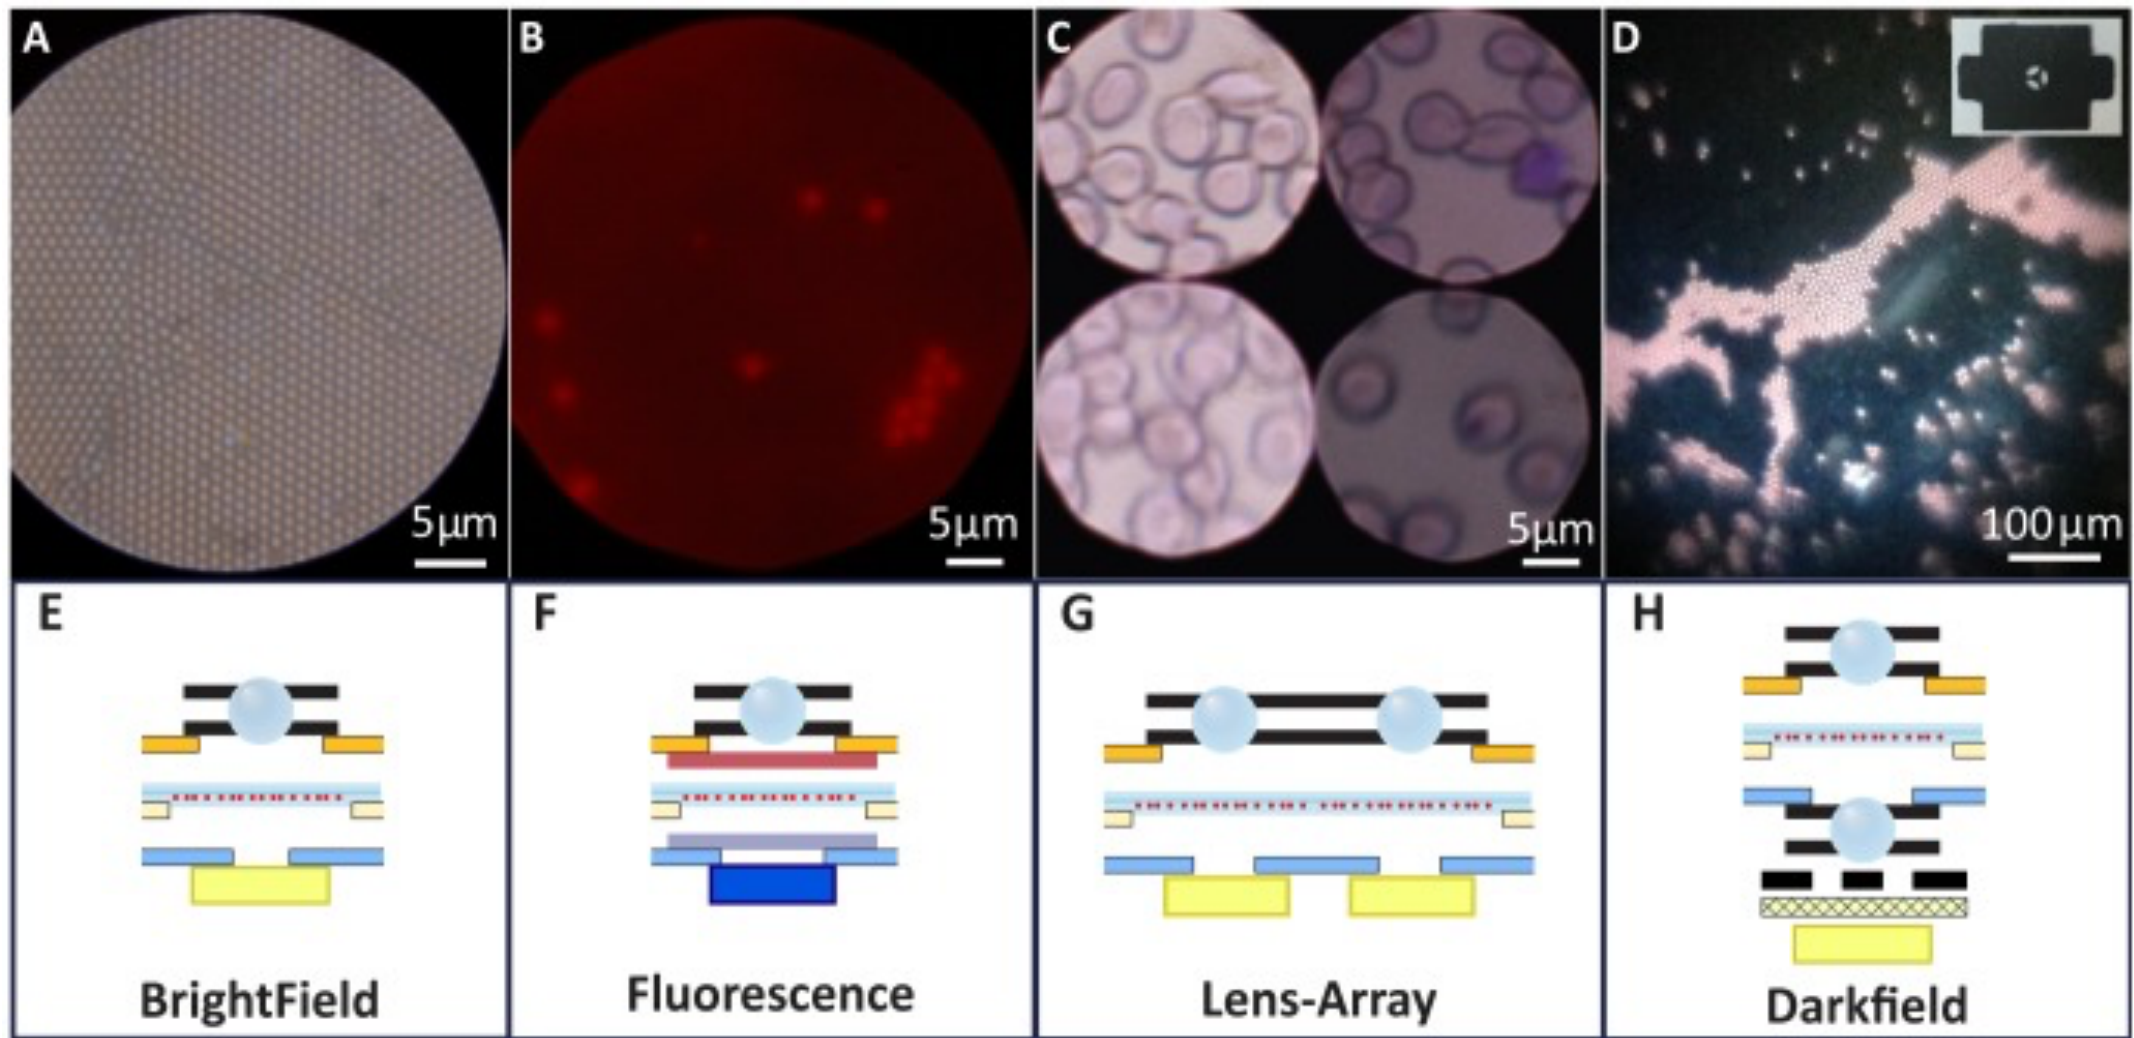 A
B
C
D
5µm
5µm
5µm
100µm
E
F
G
H
BrightField
Fluorescence
Lens-Array
Darkfield